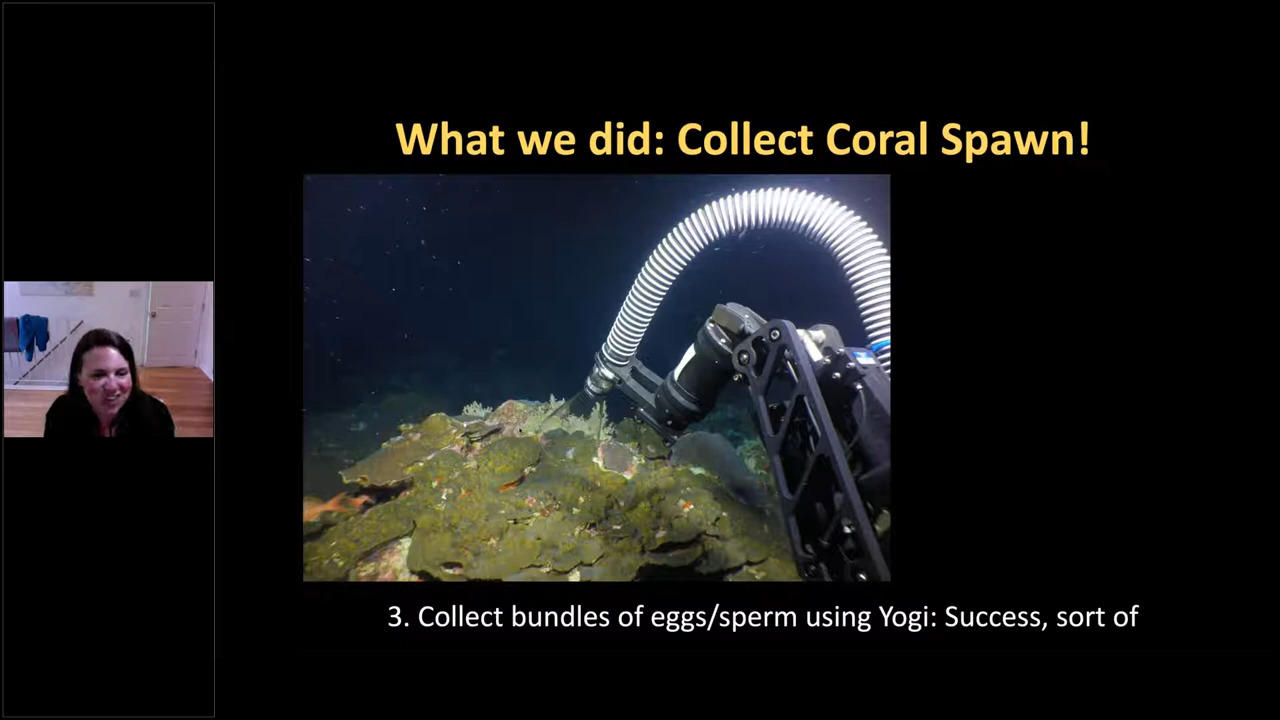 What we did: Collect Coral Spawn!
3. Collect bundles of eggs/sperm using Yogi: Success, sort of